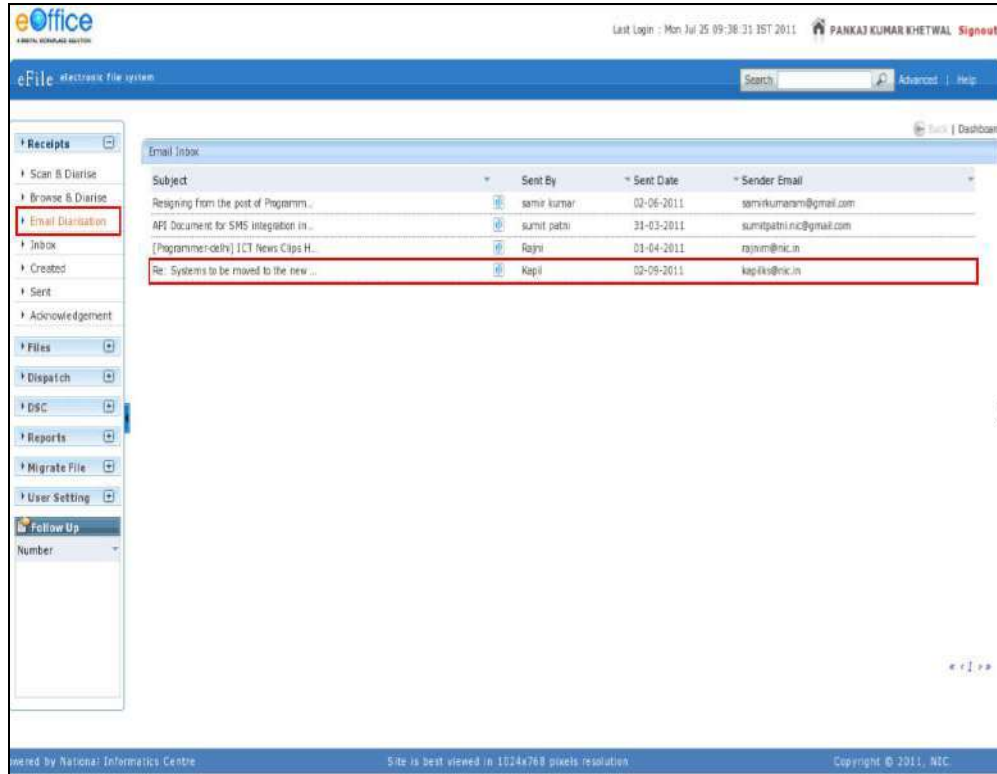 eOffice
A DIGITAL WORKPLACE SOLUTION
Last Login : Mon Jul 25 09:38:31 IST 2011 PANKAJ KUMAR KHETWAL Signout
eFile electronic file system
Search Advanced | Help
Back | Dashboar
Receipts
Scan & Diarise
Browse & Diarise
Email Diarisation
Inbox
Created
Sent
Acknowledgement
Files
Dispatch
DSC
Reports
Migrate File
User Setting
Follow Up
Number
Email Inbox
Subject Sent By Sent Date Sender Email
Resigning from the post of Programm... samir kumar 02-06-2011 samirkumaram@gmail.com
API Document for SMS integration in... sumit patni 31-03-2011 sumitpatni.nic@gmail.com
[Programmer-delhi] ICT News Clips H... Rajni 01-04-2011 rajnim@nic.in
Re: Systems to be moved to the new ... Kapil 02-09-2011 kapilks@nic.in
« ‹ 1 › »
owered by National Informatics Centre Site is best viewed in 1024x768 pixels resolution Copyright © 2011, NIC.